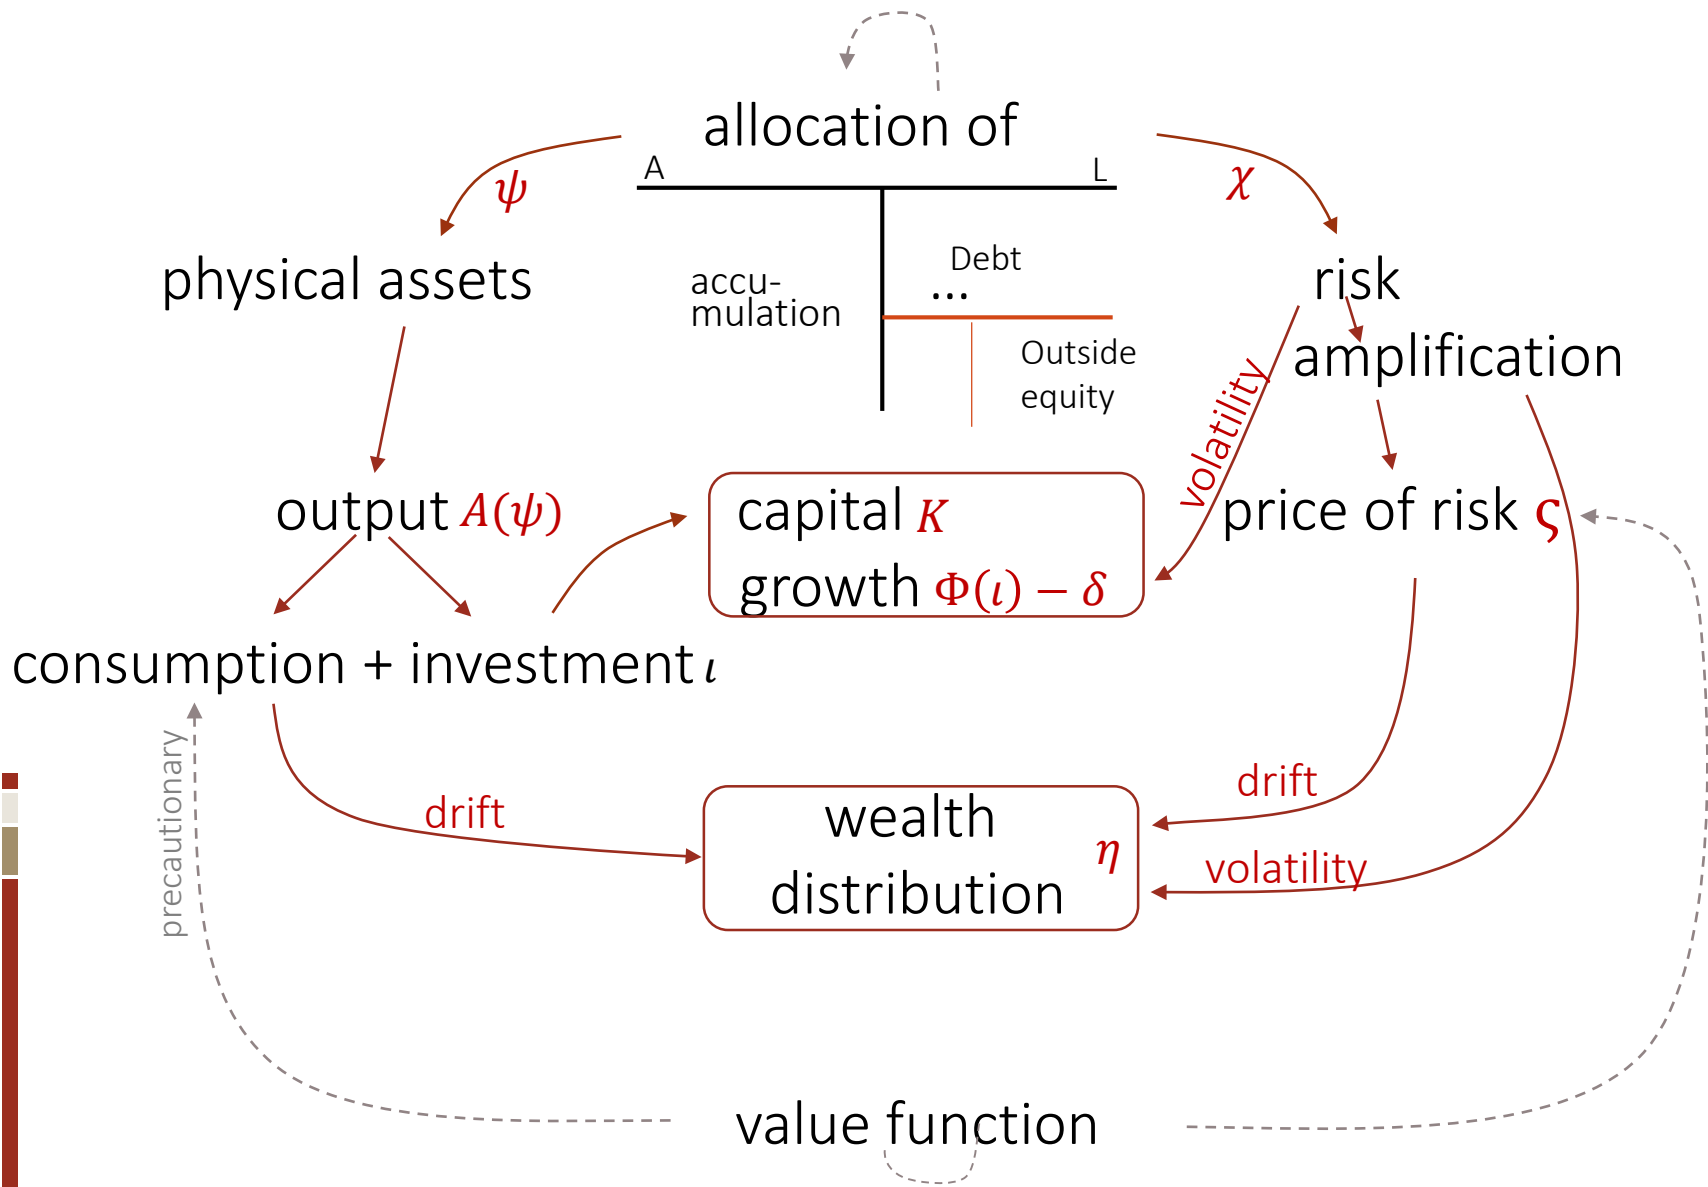 allocation of
A
L
ψ
χ
physical assets
accu-
mulation
Debt
...
Outside
equity
risk
amplification
volatility
output A(ψ)
capital K
growth Φ(ι) − δ
price of risk ς
consumption + investment ι
precautionary
drift
wealth
distribution
η
drift
volatility
value function